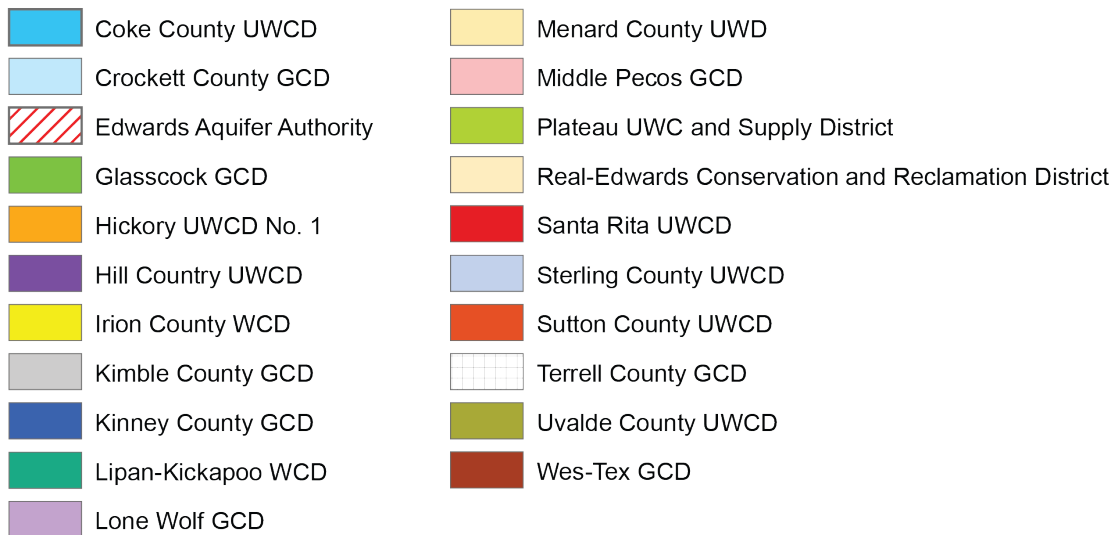 Coke County UWCD
Crockett County GCD
Edwards Aquifer Authority
Glasscock GCD
Hickory UWCD No. 1
Hill Country UWCD
Irion County WCD
Kimble County GCD
Kinney County GCD
Lipan-Kickapoo WCD
Lone Wolf GCD
Menard County UWD
Middle Pecos GCD
Plateau UWC and Supply District
Real-Edwards Conservation and Reclamation District
Santa Rita UWCD
Sterling County UWCD
Sutton County UWCD
Terrell County GCD
Uvalde County UWCD
Wes-Tex GCD